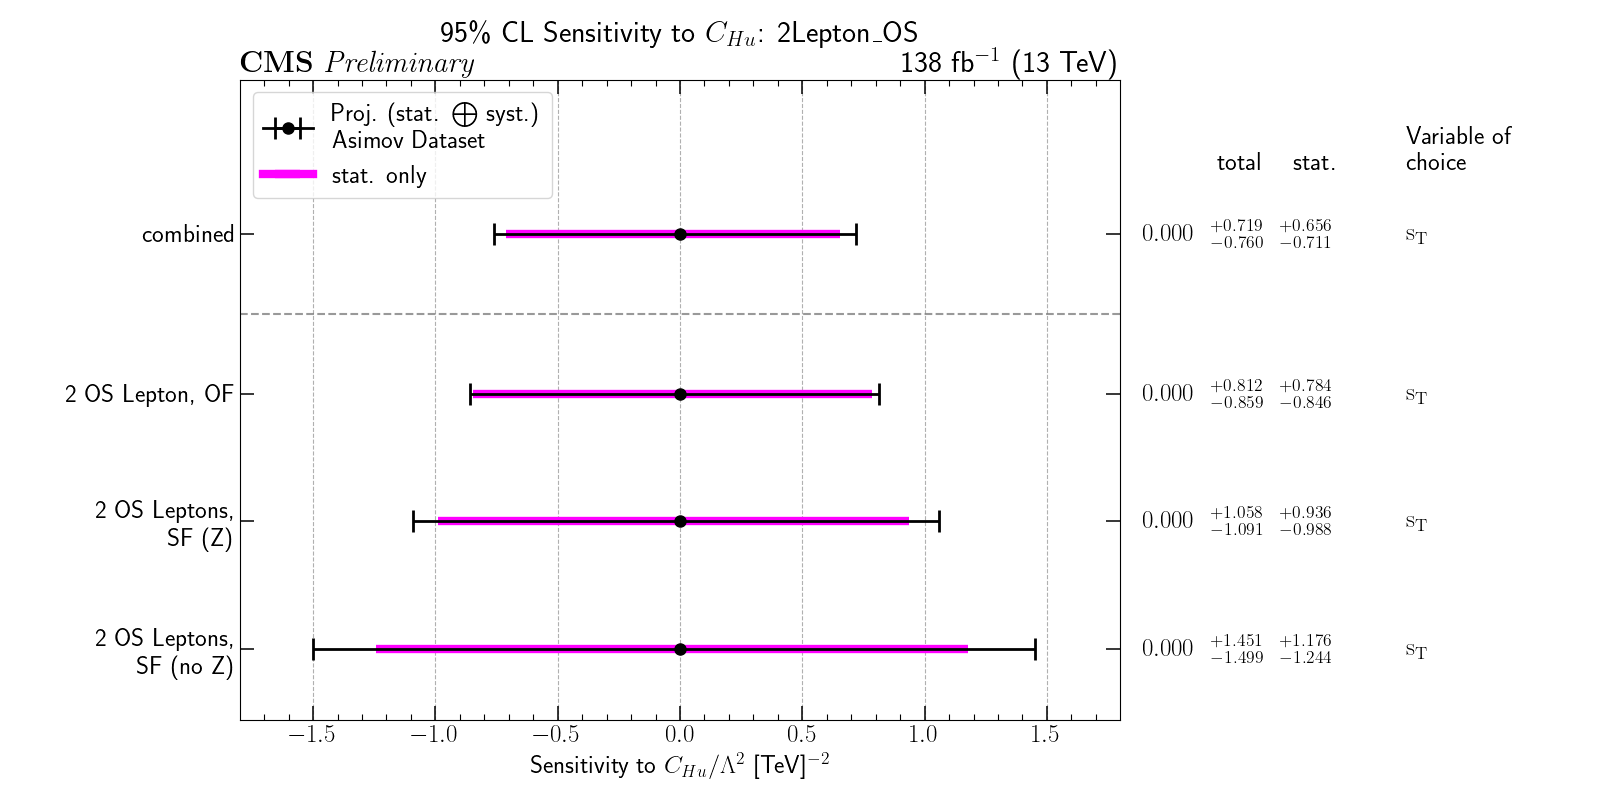 95% CL Sensitivity to C_{Hu}: 2Lepton_OS
CMS Preliminary
138 fb⁻¹ (13 TeV)
Proj. (stat. ⨁ syst.)
Asimov Dataset
stat. only
Variable of
choice
total stat.
combined
0.000 +0.719 −0.760 +0.656 −0.711 s_T
2 OS Lepton, OF
0.000 +0.812 −0.859 +0.784 −0.846 s_T
2 OS Leptons,
SF (Z)
0.000 +1.058 −1.091 +0.936 −0.988 s_T
2 OS Leptons,
SF (no Z)
0.000 +1.451 −1.499 +1.176 −1.244 s_T
−1.5 −1.0 −0.5 0.0 0.5 1.0 1.5
Sensitivity to C_{Hu}/Λ² [TeV]⁻²